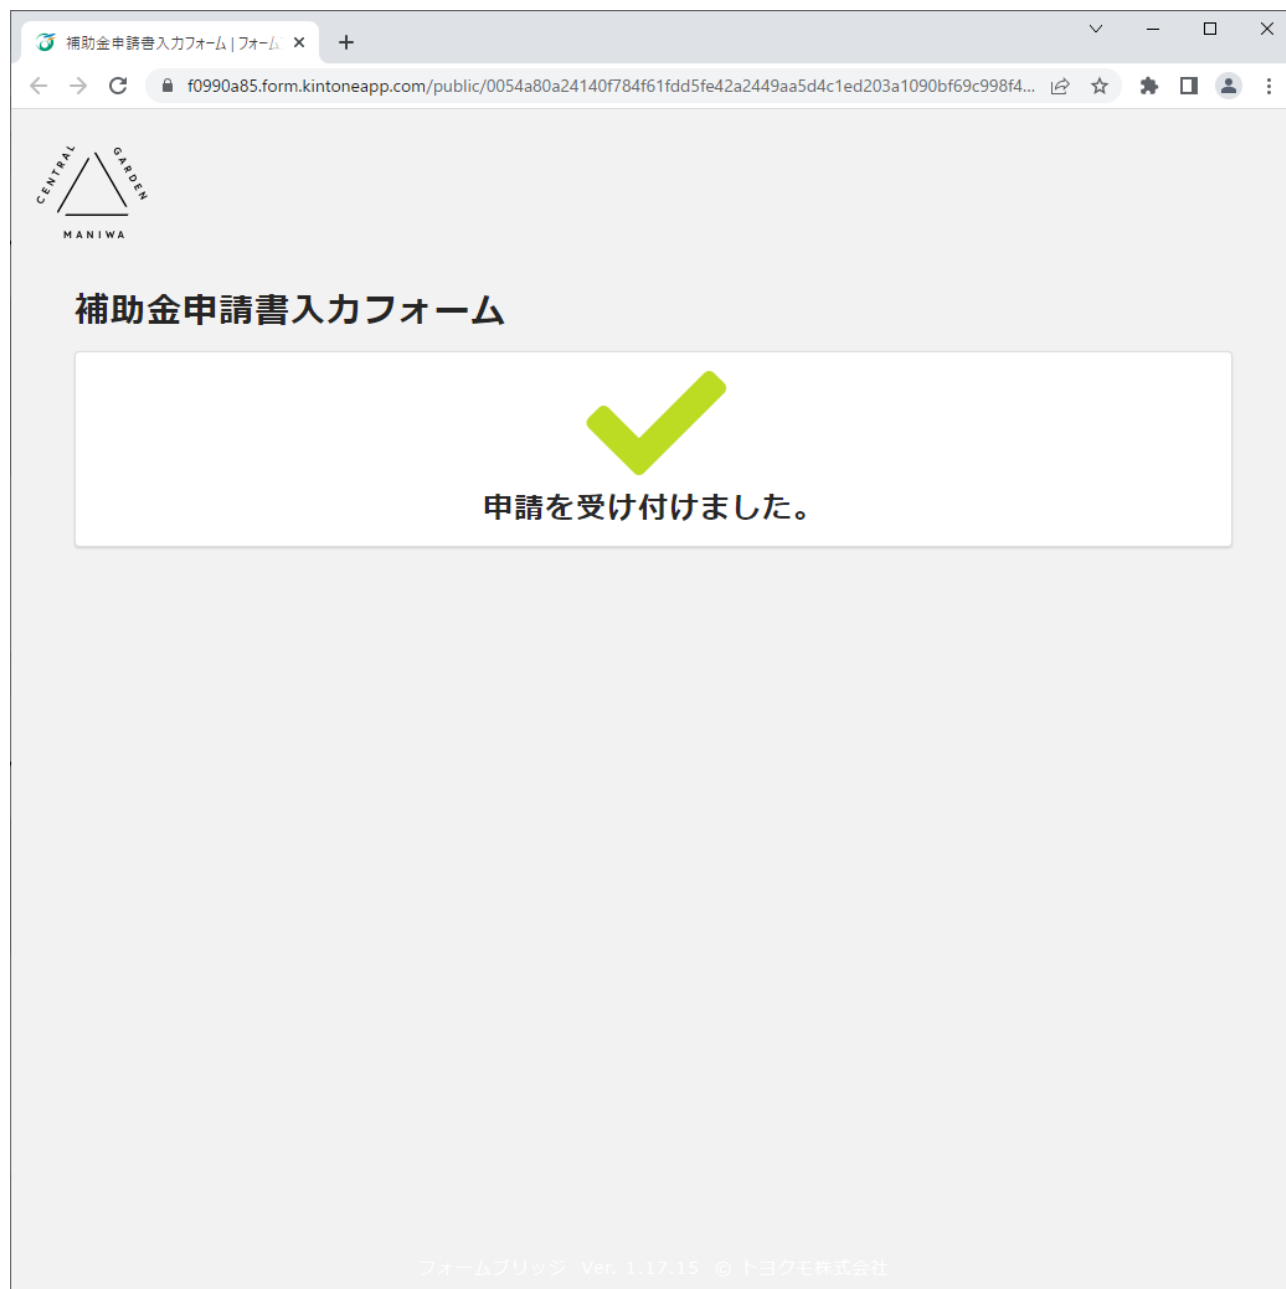 補助金申請書入力フォーム | フォーム
f0990a85.form.kintoneapp.com/public/0054a80a24140f784f61fdd5fe42a2449aa5d4c1ed203a1090bf69c998f4...
CENTRAL GARDEN
MANIWA
補助金申請書入力フォーム
申請を受け付けました。
フォームブリッジ Ver. 1.17.15 © トヨクモ株式会社